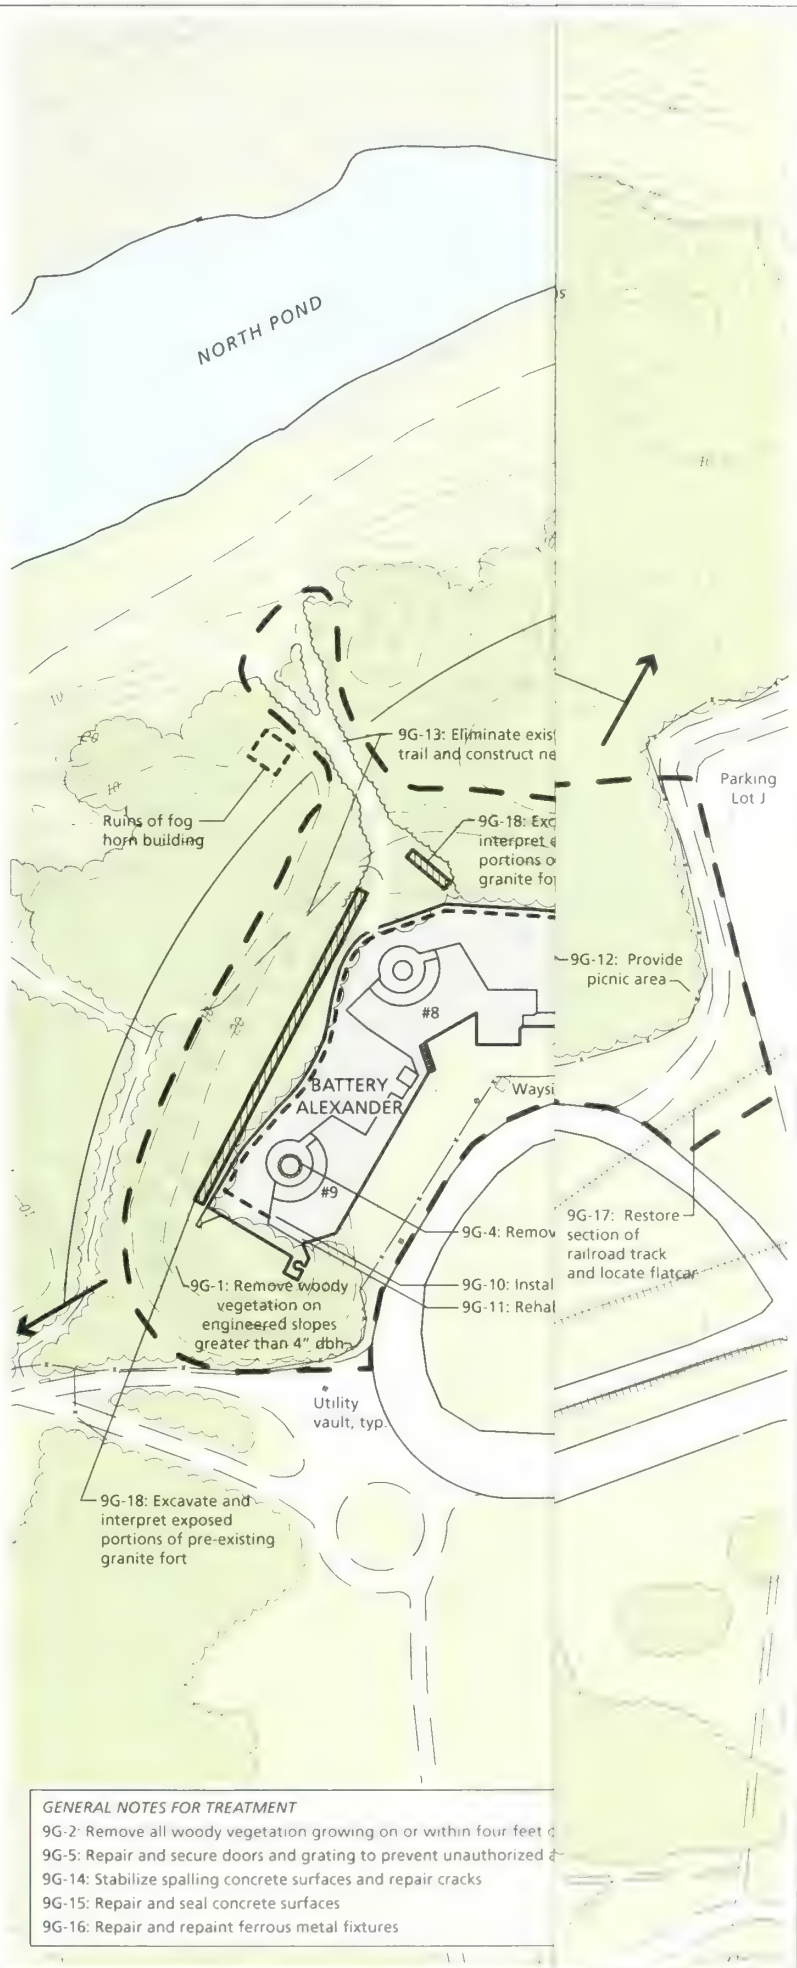 NORTH POND
10
9G-13: Eliminate exis
trail and construct ne
Parking
Lot J
Ruins of fog
horn building
9G-18: Exc
interpret e
portions o
granite fo
9G-12: Provide
picnic area
#8
BATTERY
ALEXANDER
Waysi
#9
9G-4: Remov
9G-17: Restore
section of
railroad track
and locate flatcar
9G-10: Instal
9G-11: Rehal
9G-1: Remove woody
vegetation on
engineered slopes
greater than 4" dbh
Utility
vault, typ.
9G-18: Excavate and
interpret exposed
portions of pre-existing
granite fort
GENERAL NOTES FOR TREATMENT
9G-2: Remove all woody vegetation growing on or within four feet
9G-5: Repair and secure doors and grating to prevent unauthorized
9G-14: Stabilize spalling concrete surfaces and repair cracks
9G-15: Repair and seal concrete surfaces
9G-16: Repair and repaint ferrous metal fixtures